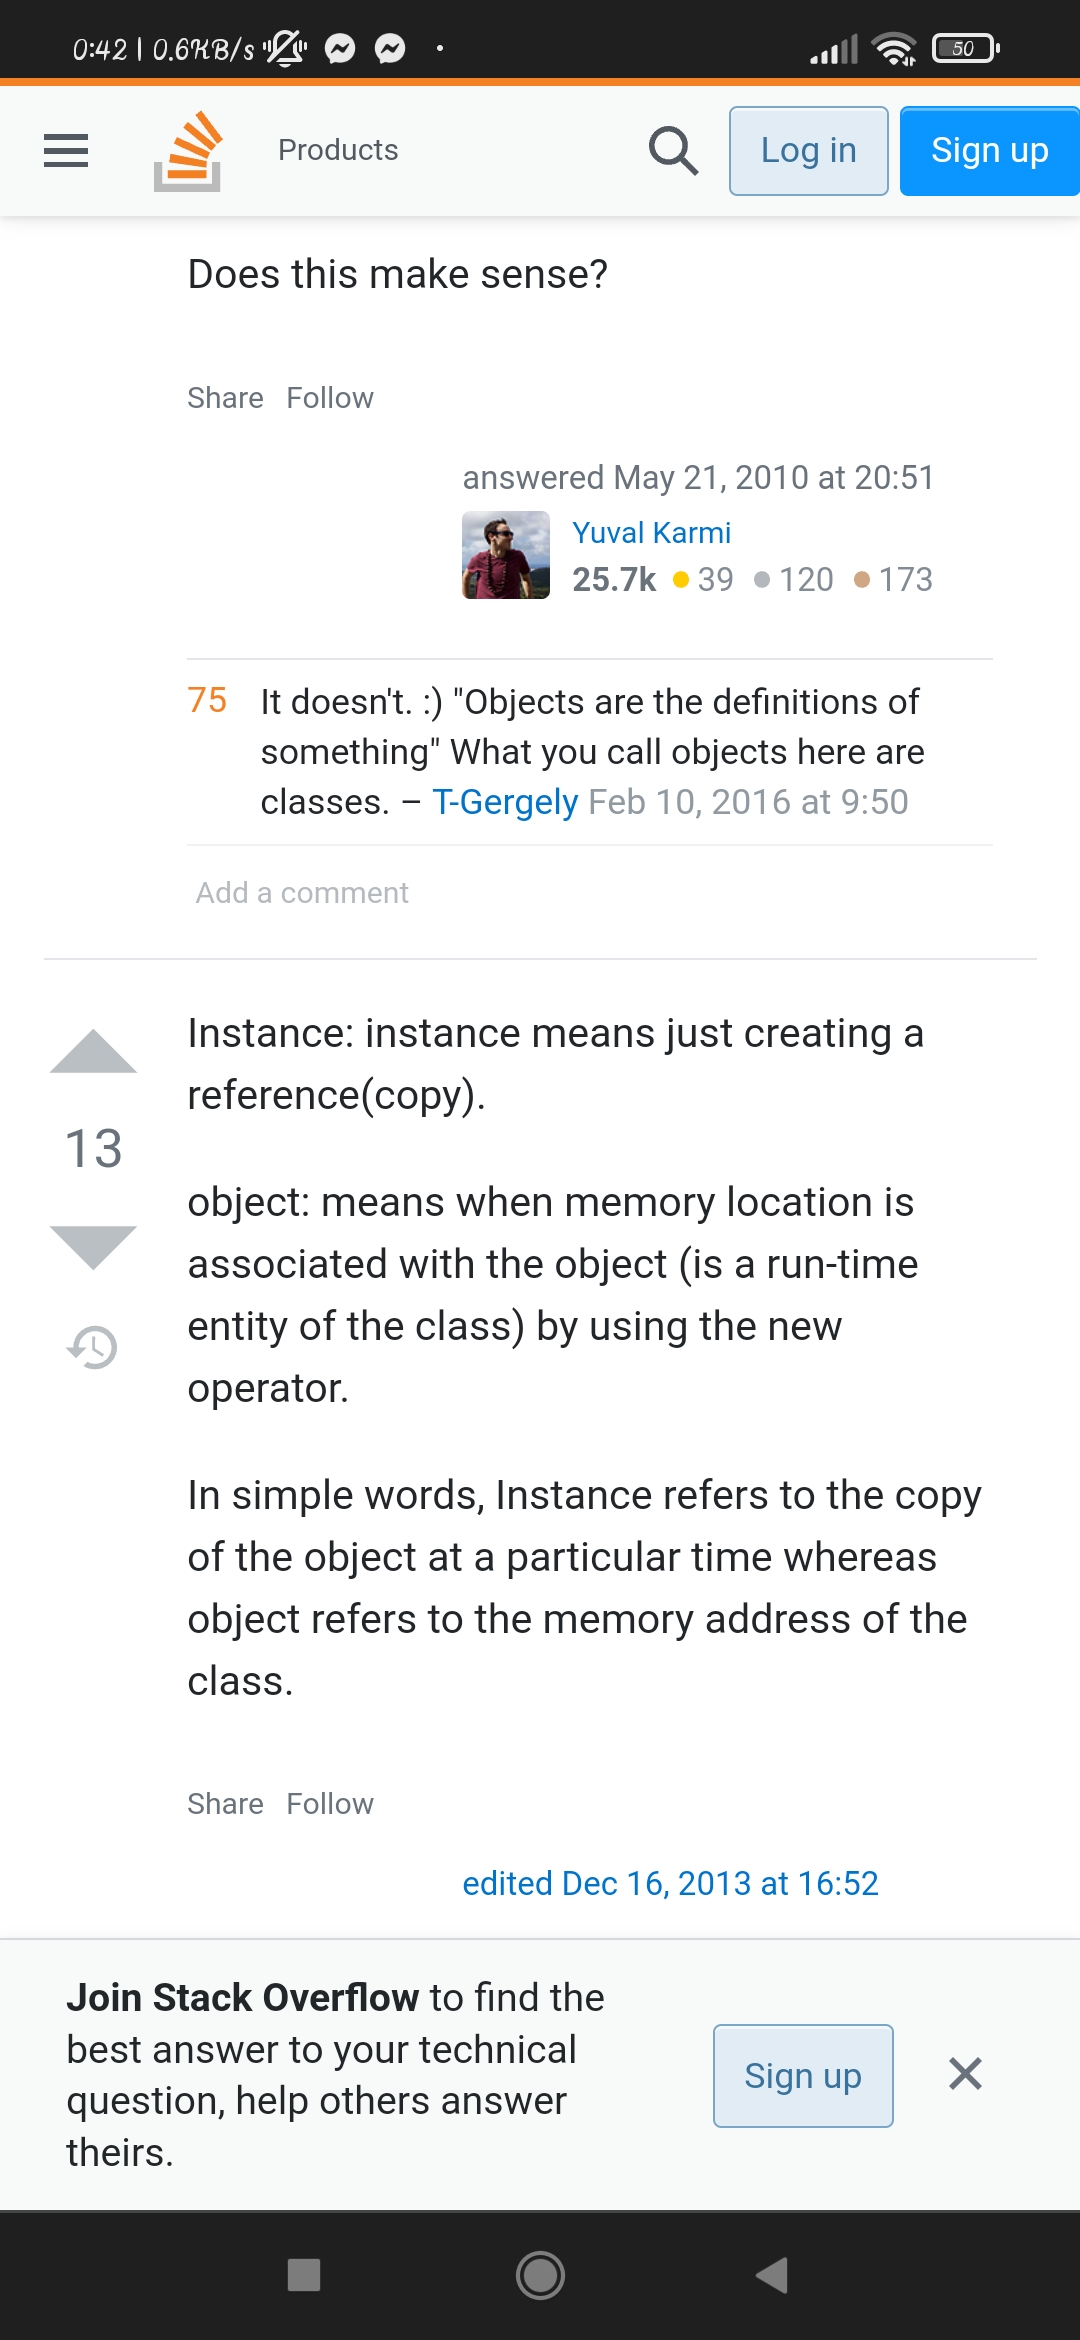 0:42 | 0.6KB/s
50
Products
Log in
Sign up
Does this make sense?
Share Follow
answered May 21, 2010 at 20:51
Yuval Karmi
25.7k 39 120 173
75 It doesn't. :) "Objects are the definitions of
something" What you call objects here are
classes. – T-Gergely Feb 10, 2016 at 9:50
Add a comment
Instance: instance means just creating a
reference(copy).
13
object: means when memory location is
associated with the object (is a run-time
entity of the class) by using the new
operator.
In simple words, Instance refers to the copy
of the object at a particular time whereas
object refers to the memory address of the
class.
Share Follow
edited Dec 16, 2013 at 16:52
Join Stack Overflow to find the
best answer to your technical
question, help others answer
theirs.
Sign up